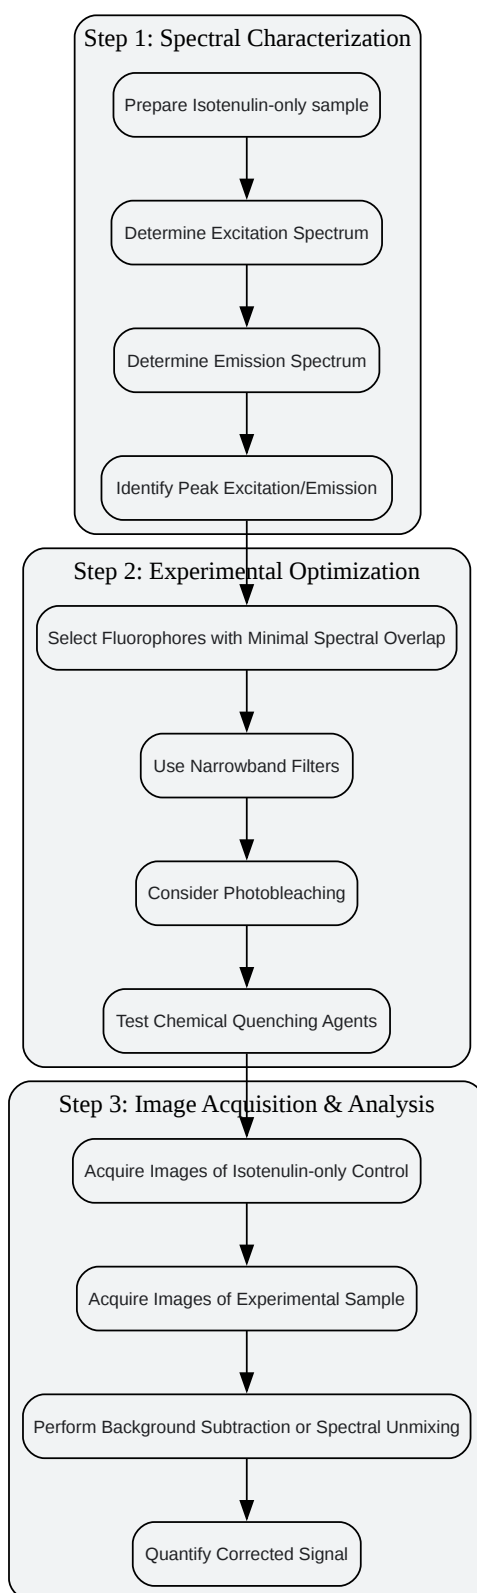 Step 1: Spectral Characterization
Prepare Isotenulin-only sample
Determine Excitation Spectrum
Determine Emission Spectrum
Identify Peak Excitation/Emission
Step 2: Experimental Optimization
Select Fluorophores with Minimal Spectral Overlap
Use Narrowband Filters
Consider Photobleaching
Test Chemical Quenching Agents
Step 3: Image Acquisition & Analysis
Acquire Images of Isotenulin-only Control
Acquire Images of Experimental Sample
Perform Background Subtraction or Spectral Unmixing
Quantify Corrected Signal